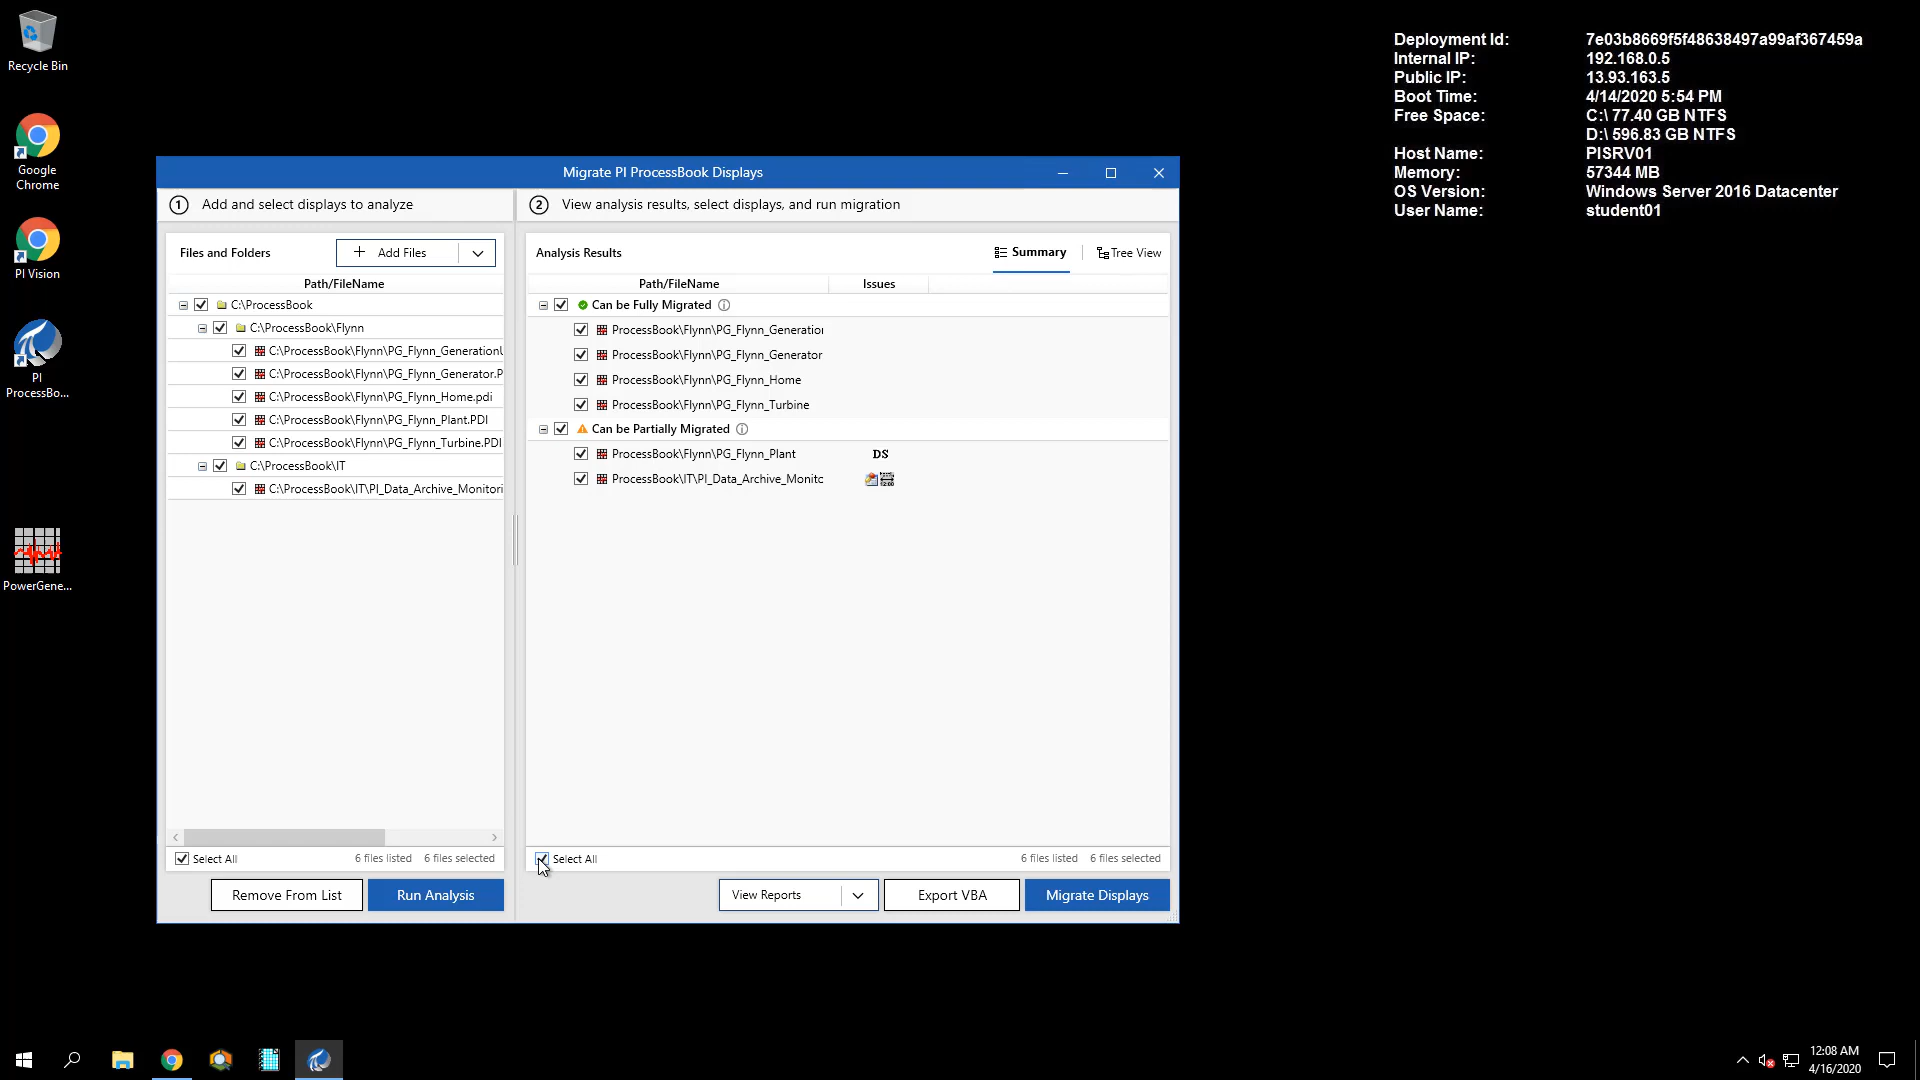 Recycle Bin
Google
Chrome
PI Vision
PI
ProcessBo...
PowerGene...
Deployment Id: 7e03b8669f5f48638497a99af367459a
Internal IP: 192.168.0.5
Public IP: 13.93.163.5
Boot Time: 4/14/2020 5:54 PM
Free Space: C:\ 77.40 GB NTFS
D:\ 596.83 GB NTFS
Host Name: PISRV01
Memory: 57344 MB
OS Version: Windows Server 2016 Datacenter
User Name: student01
Migrate PI ProcessBook Displays
1 Add and select displays to analyze
Files and Folders
Add Files
Path/FileName
C:\ProcessBook
C:\ProcessBook\Flynn
C:\ProcessBook\Flynn\PG_Flynn_GenerationU
C:\ProcessBook\Flynn\PG_Flynn_Generator.P
C:\ProcessBook\Flynn\PG_Flynn_Home.pdi
C:\ProcessBook\Flynn\PG_Flynn_Plant.PDI
C:\ProcessBook\Flynn\PG_Flynn_Turbine.PDI
C:\ProcessBook\IT
C:\ProcessBook\IT\PI_Data_Archive_Monitori
Select All 6 files listed 6 files selected
Remove From List Run Analysis
2 View analysis results, select displays, and run migration
Analysis Results
Summary Tree View
Path/FileName Issues
Can be Fully Migrated
ProcessBook\Flynn\PG_Flynn_Generation
ProcessBook\Flynn\PG_Flynn_Generator
ProcessBook\Flynn\PG_Flynn_Home
ProcessBook\Flynn\PG_Flynn_Turbine
Can be Partially Migrated
ProcessBook\Flynn\PG_Flynn_Plant DS
ProcessBook\IT\PI_Data_Archive_Monitc
Select All 6 files listed 6 files selected
View Reports Export VBA Migrate Displays
12:08 AM
4/16/2020